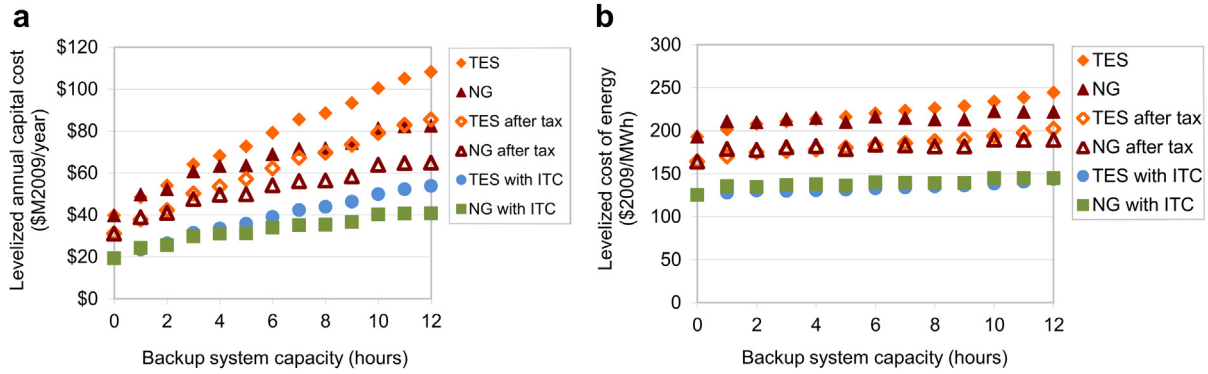 a
Levelized annual capital cost
($M2009/year)
$120
$100
$80
$60
$40
$20
$0
0 2 4 6 8 10 12
Backup system capacity (hours)
TES
NG
TES after tax
NG after tax
TES with ITC
NG with ITC
b
Levelized cost of energy
($2009/MWh)
300
250
200
150
100
50
0
0 2 4 6 8 10 12
Backup system capacity (hours)
TES
NG
TES after tax
NG after tax
TES with ITC
NG with ITC